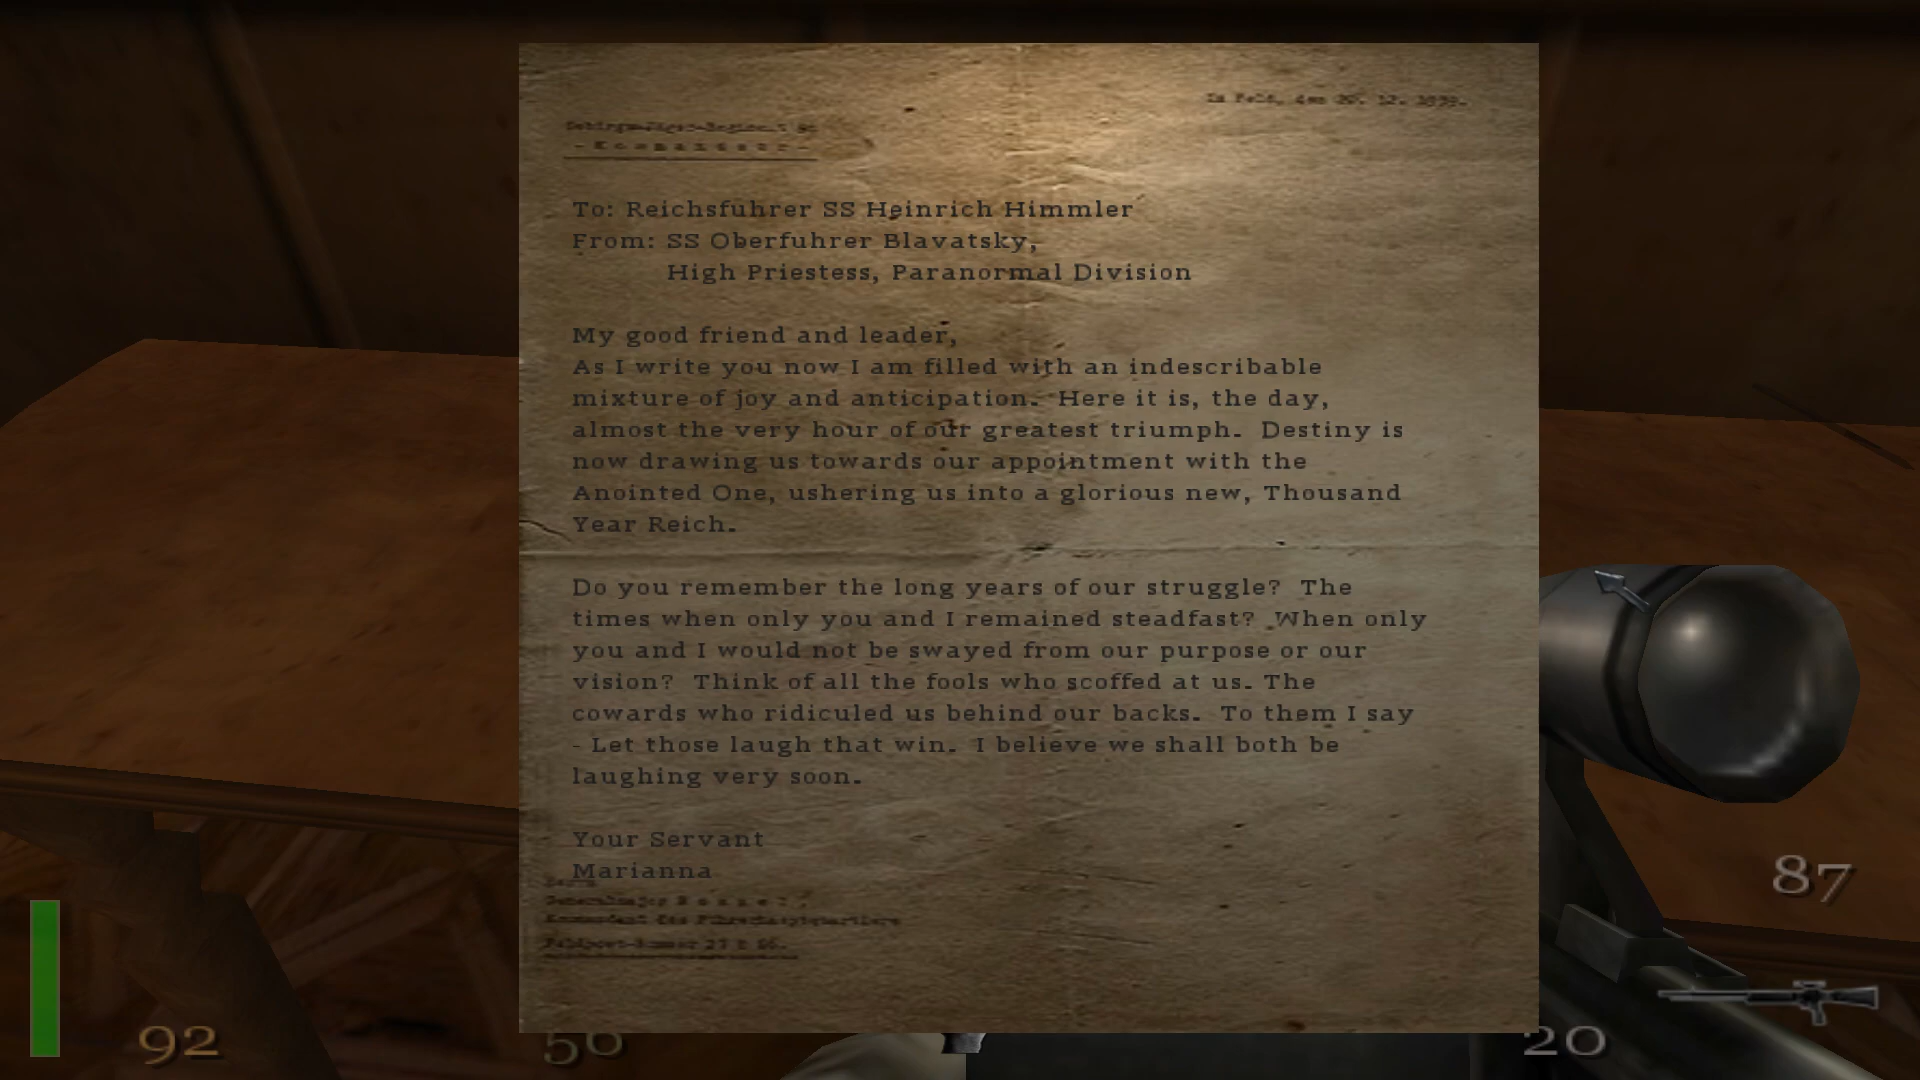 In Feld, den 20. 12. 1939.
To: Reichsfuhrer SS Heinrich Himmler
From: SS Oberfuhrer Blavatsky,
High Priestess, Paranormal Division
My good friend and leader,
As I write you now I am filled with an indescribable
mixture of joy and anticipation.  Here it is, the day,
almost the very hour of our greatest triumph.  Destiny is
now drawing us towards our appointment with the
Anointed One, ushering us into a glorious new, Thousand
Year Reich.
Do you remember the long years of our struggle?  The
times when only you and I remained steadfast?  When only
you and I would not be swayed from our purpose or our
vision?  Think of all the fools who scoffed at us. The
cowards who ridiculed us behind our backs.  To them I say
- Let those laugh that win.  I believe we shall both be
laughing very soon.
Your Servant
Marianna
87
92
50
20